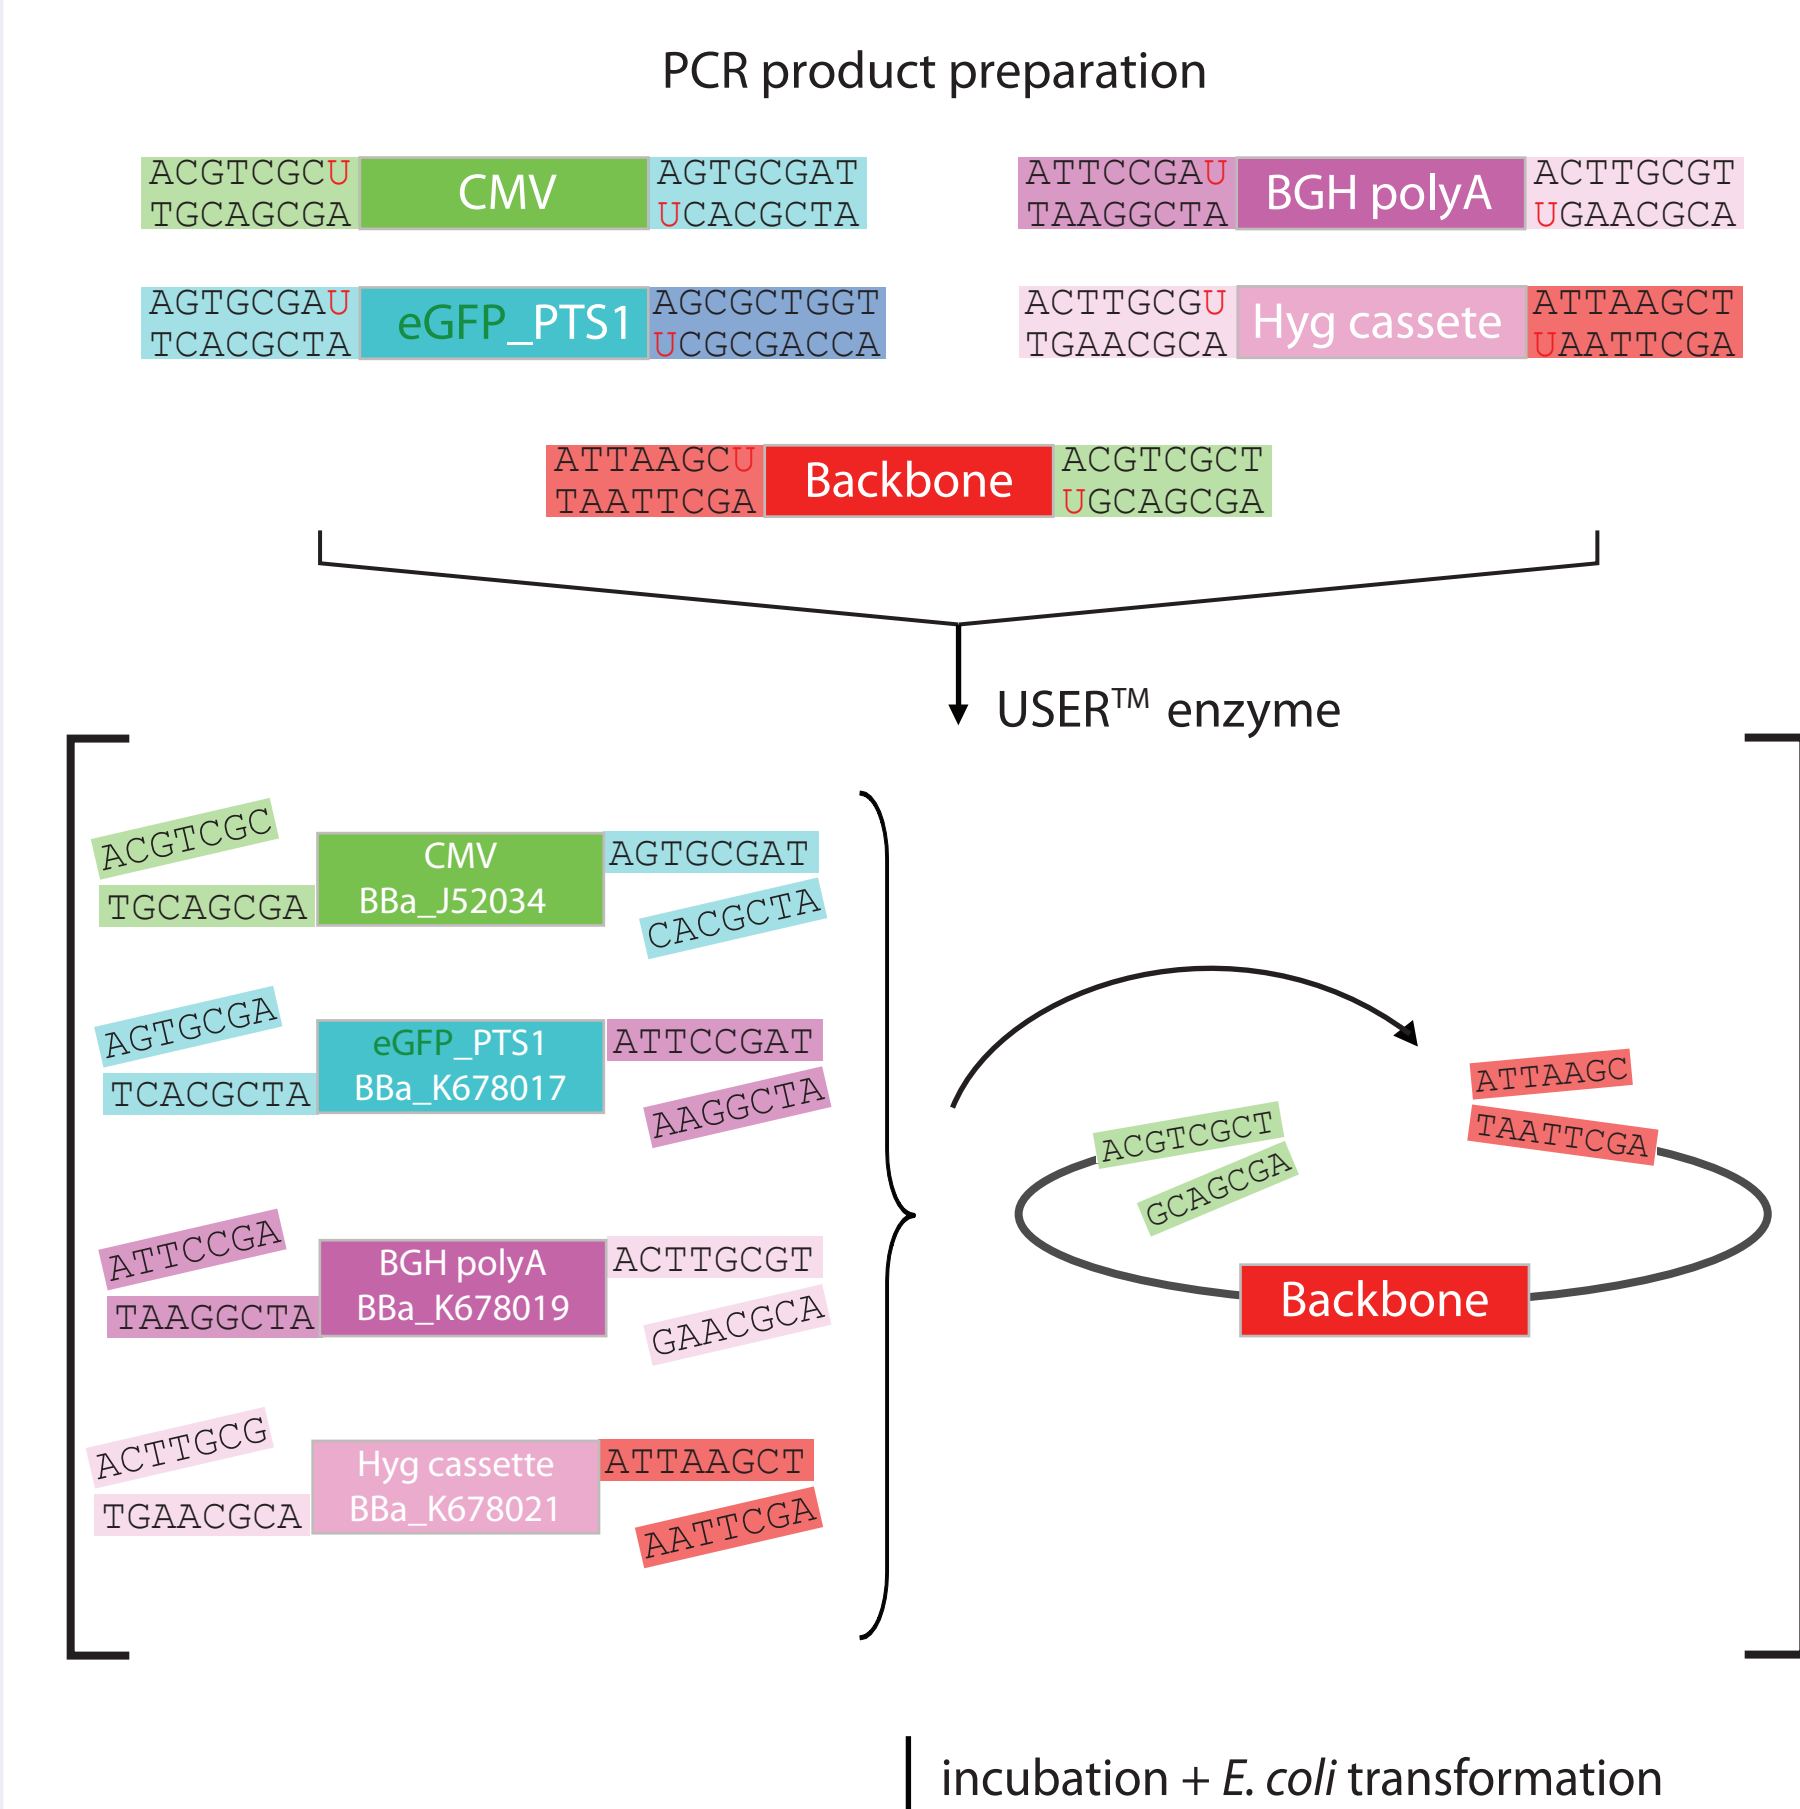 PCR product preparation
ACGTCGCU
TGCAGCGA
CMV
AGTGCGAT
UCACGCTA
ATTCCGAU
TAAGGCTA
BGH polyA
ACTTGCGT
UGAACGCA
AGTGCGAU
TCACGCTA
eGFP_PTS1
AGCGCTGGT
UCGCGACCA
ACTTGCGU
TGAACGCA
Hyg cassete
ATTAAGCT
UAATTCGA
ATTAAGCU
TAATTCGA
Backbone
ACGTCGCT
UGCAGCGA
USER™ enzyme
ACGTCGC
TGCAGCGA
CMV
BBa_J52034
AGTGCGAT
CACGCTA
AGTGCGA
TCACGCTA
eGFP_PTS1
BBa_K678017
ATTCCGAT
AAGGCTA
ATTCCGA
TAAGGCTA
BGH polyA
BBa_K678019
ACTTGCGT
GAACGCA
ACTTGCG
TGAACGCA
Hyg cassette
BBa_K678021
ATTAAGCT
AATTCGA
ACGTCGCT
GCAGCGA
ATTAAGC
TAATTCGA
Backbone
incubation + E. coli transformation